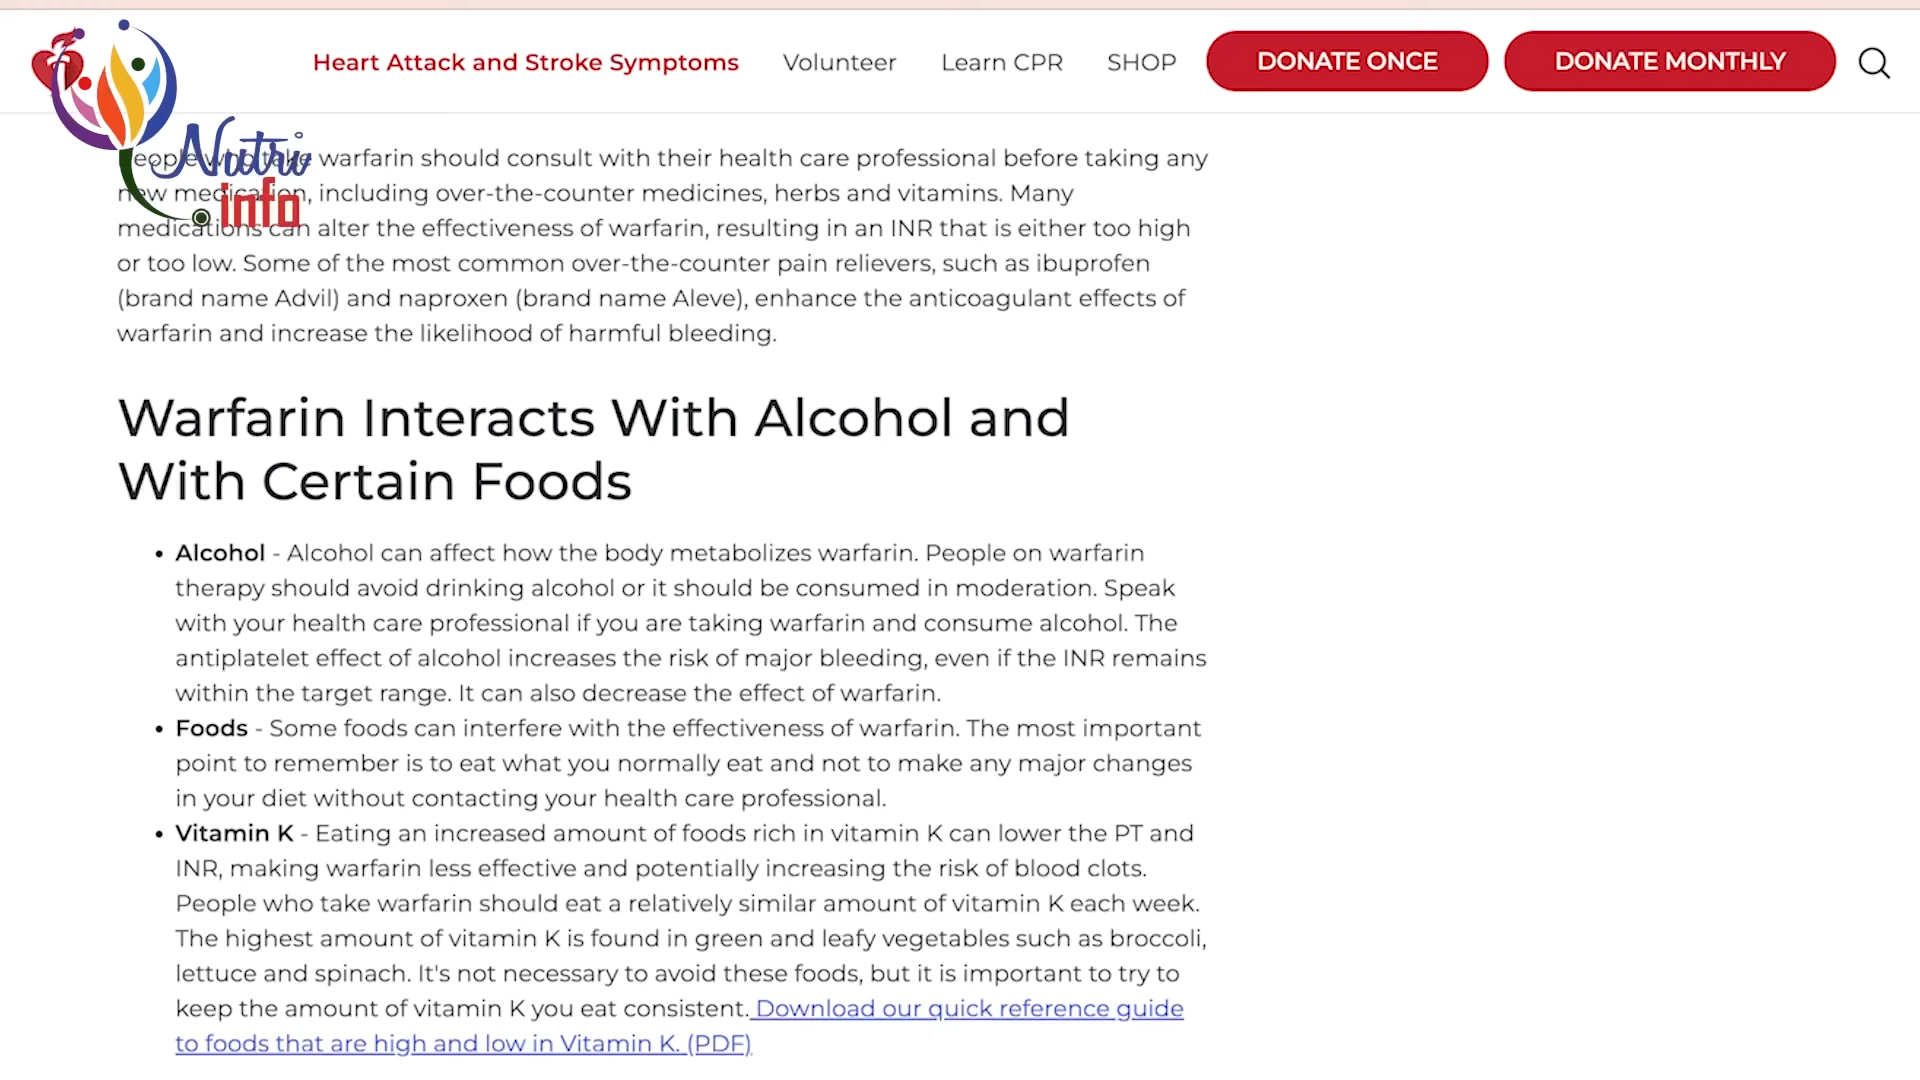 Heart Attack and Stroke Symptoms Volunteer Learn CPR SHOP DONATE ONCE DONATE MONTHLY
Nutri
info
People who take warfarin should consult with their health care professional before taking any
new medication, including over-the-counter medicines, herbs and vitamins. Many
medications can alter the effectiveness of warfarin, resulting in an INR that is either too high
or too low. Some of the most common over-the-counter pain relievers, such as ibuprofen
(brand name Advil) and naproxen (brand name Aleve), enhance the anticoagulant effects of
warfarin and increase the likelihood of harmful bleeding.
Warfarin Interacts With Alcohol and
With Certain Foods
• Alcohol - Alcohol can affect how the body metabolizes warfarin. People on warfarin
therapy should avoid drinking alcohol or it should be consumed in moderation. Speak
with your health care professional if you are taking warfarin and consume alcohol. The
antiplatelet effect of alcohol increases the risk of major bleeding, even if the INR remains
within the target range. It can also decrease the effect of warfarin.
• Foods - Some foods can interfere with the effectiveness of warfarin. The most important
point to remember is to eat what you normally eat and not to make any major changes
in your diet without contacting your health care professional.
• Vitamin K - Eating an increased amount of foods rich in vitamin K can lower the PT and
INR, making warfarin less effective and potentially increasing the risk of blood clots.
People who take warfarin should eat a relatively similar amount of vitamin K each week.
The highest amount of vitamin K is found in green and leafy vegetables such as broccoli,
lettuce and spinach. It's not necessary to avoid these foods, but it is important to try to
keep the amount of vitamin K you eat consistent. Download our quick reference guide
to foods that are high and low in Vitamin K. (PDF)